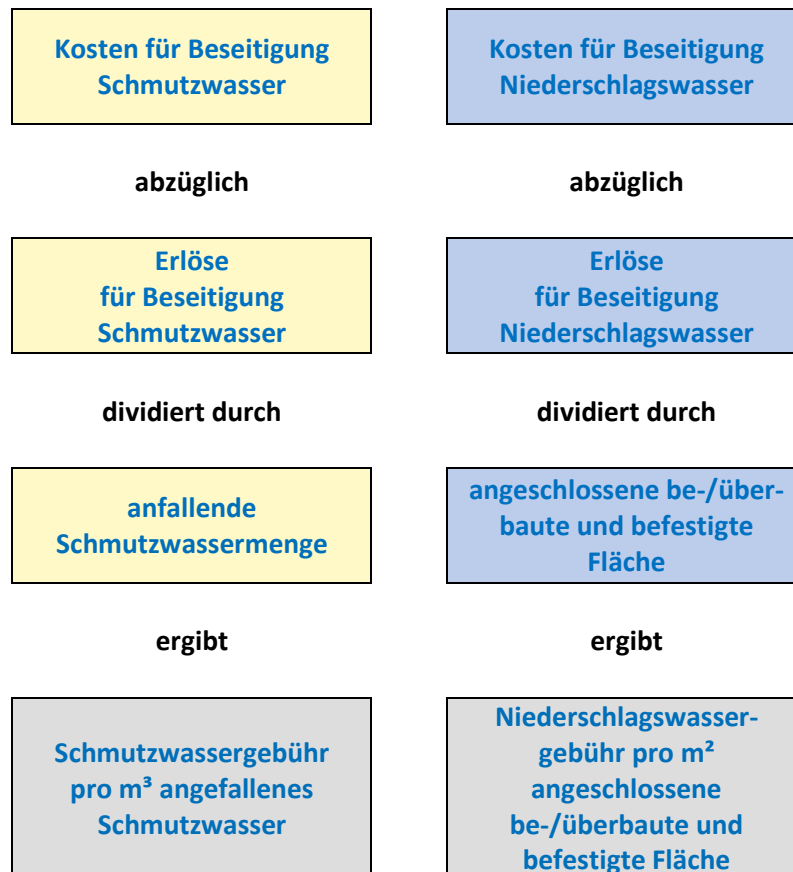 Kosten für Beseitigung
Schmutzwasser
abzüglich
Erlöse
für Beseitigung
Schmutzwasser
dividiert durch
anfallende
Schmutzwassermenge
ergibt
Schmutzwassergebühr
pro m³ angefallenes
Schmutzwasser
Kosten für Beseitigung
Niederschlagswasser
abzüglich
Erlöse
für Beseitigung
Niederschlagswasser
dividiert durch
angeschlossene be-/über-
baute und befestigte
Fläche
ergibt
Niederschlagswasser-
gebühr pro m²
angeschlossene
be-/überbaute und
befestigte Fläche